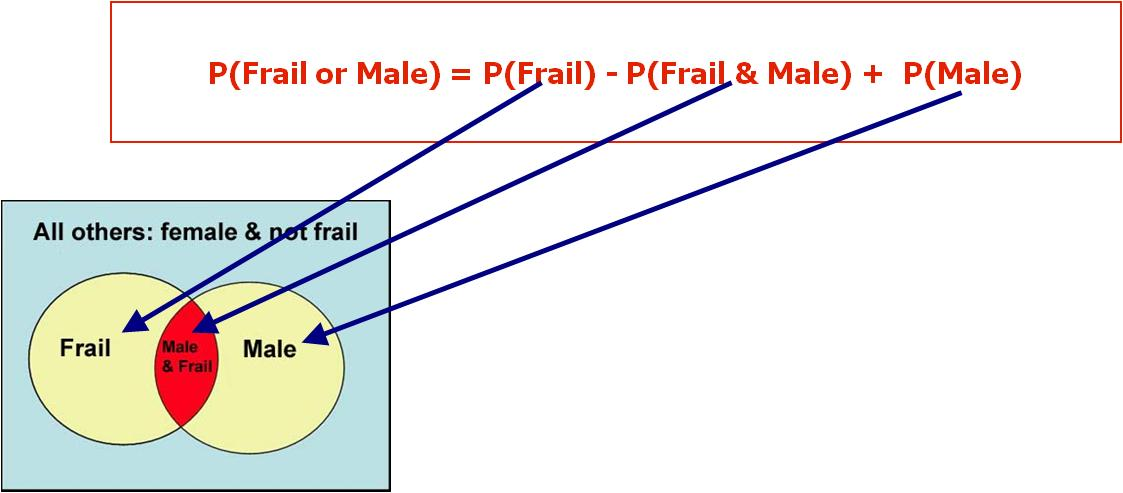 P(Frail or Male) = P(Frail) - P(Frail & Male) + P(Male)
All others: female & not frail
Frail
Male
& Frail
Male